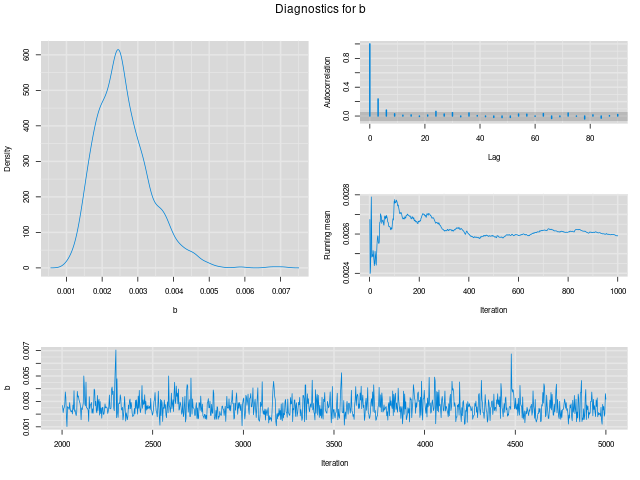 Diagnostics for b
Density
0 100 200 300 400 500 600
0.001 0.002 0.003 0.004 0.005 0.006 0.007
b
Autocorrelation
0.0 0.4 0.8
0 20 40 60 80
Lag
Running mean
0.0024 0.0026 0.0028
0 200 400 600 800 1000
Iteration
b
0.001 0.003 0.005 0.007
2000 2500 3000 3500 4000 4500 5000
Iteration